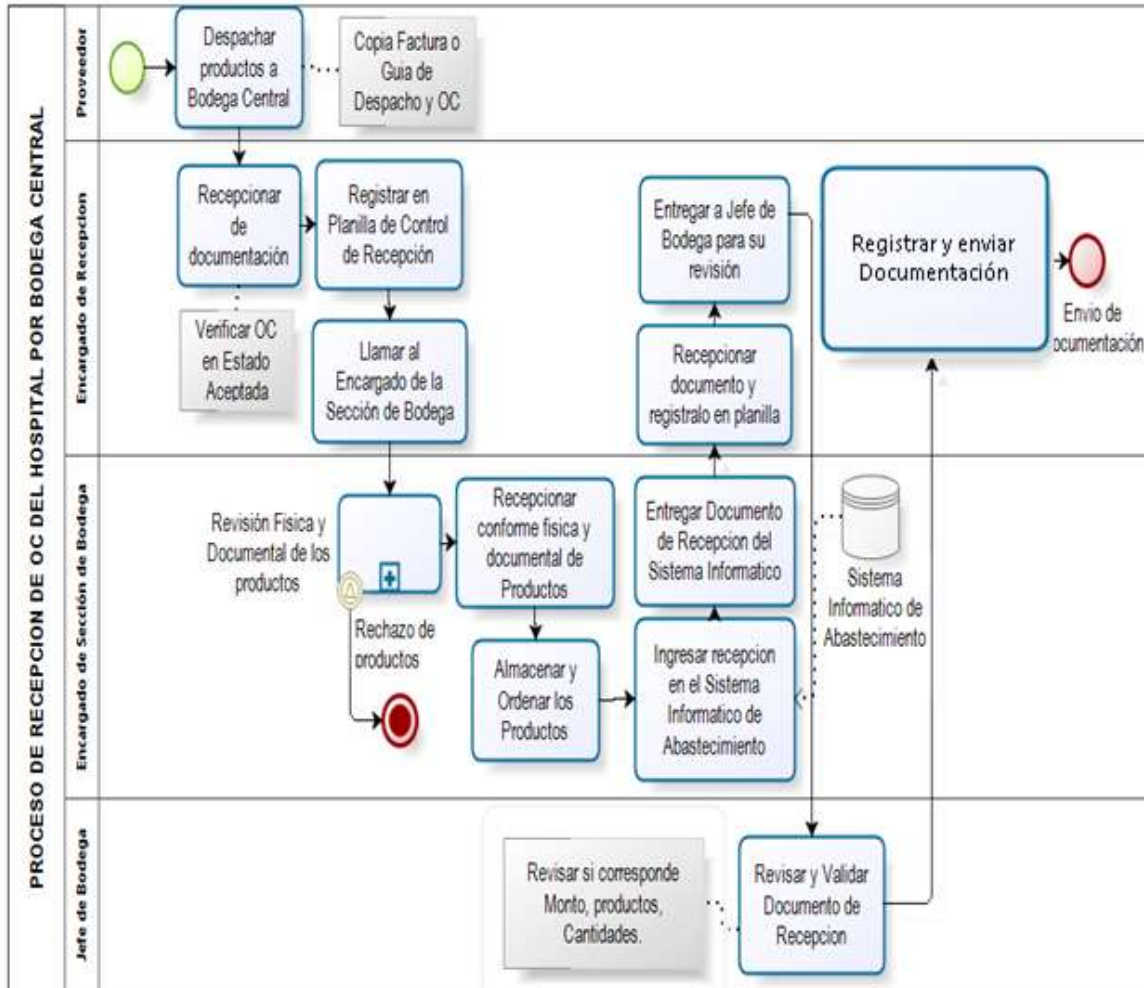 PROCESO DE RECEPCION DE OC DEL HOSPITAL POR BODEGA CENTRAL
Proveedor
Despachar
productos a
Bodega Central
Copia Factura o
Guia de
Despacho y OC
Encargado de Recepcion
Recepcionar
de
documentación
Registrar en
Planilla de Control
de Recepción
Verificar OC
en Estado
Aceptada
Llamar al
Encargado de la
Sección de Bodega
Entregar a Jefe de
Bodega para su
revisión
Recepcionar
documento y
registralo en planilla
Registrar y enviar
Documentación
Envio de
ocumentación
Encargado de Sección de Bodega
Revisión Fisica y
Documental de los
productos
Rechazo de
productos
Recepcionar
conforme fisica y
documental de
Productos
Almacenar y
Ordenar los
Productos
Entregar Documento
de Recepcion del
Sistema Informatico
Ingresar recepcion
en el Sistema
Informatico de
Abastecimiento
Sistema
Informatico de
Abastecimiento
Jefe de Bodega
Revisar si corresponde
Monto, productos,
Cantidades.
Revisar y Validar
Documento de
Recepcion